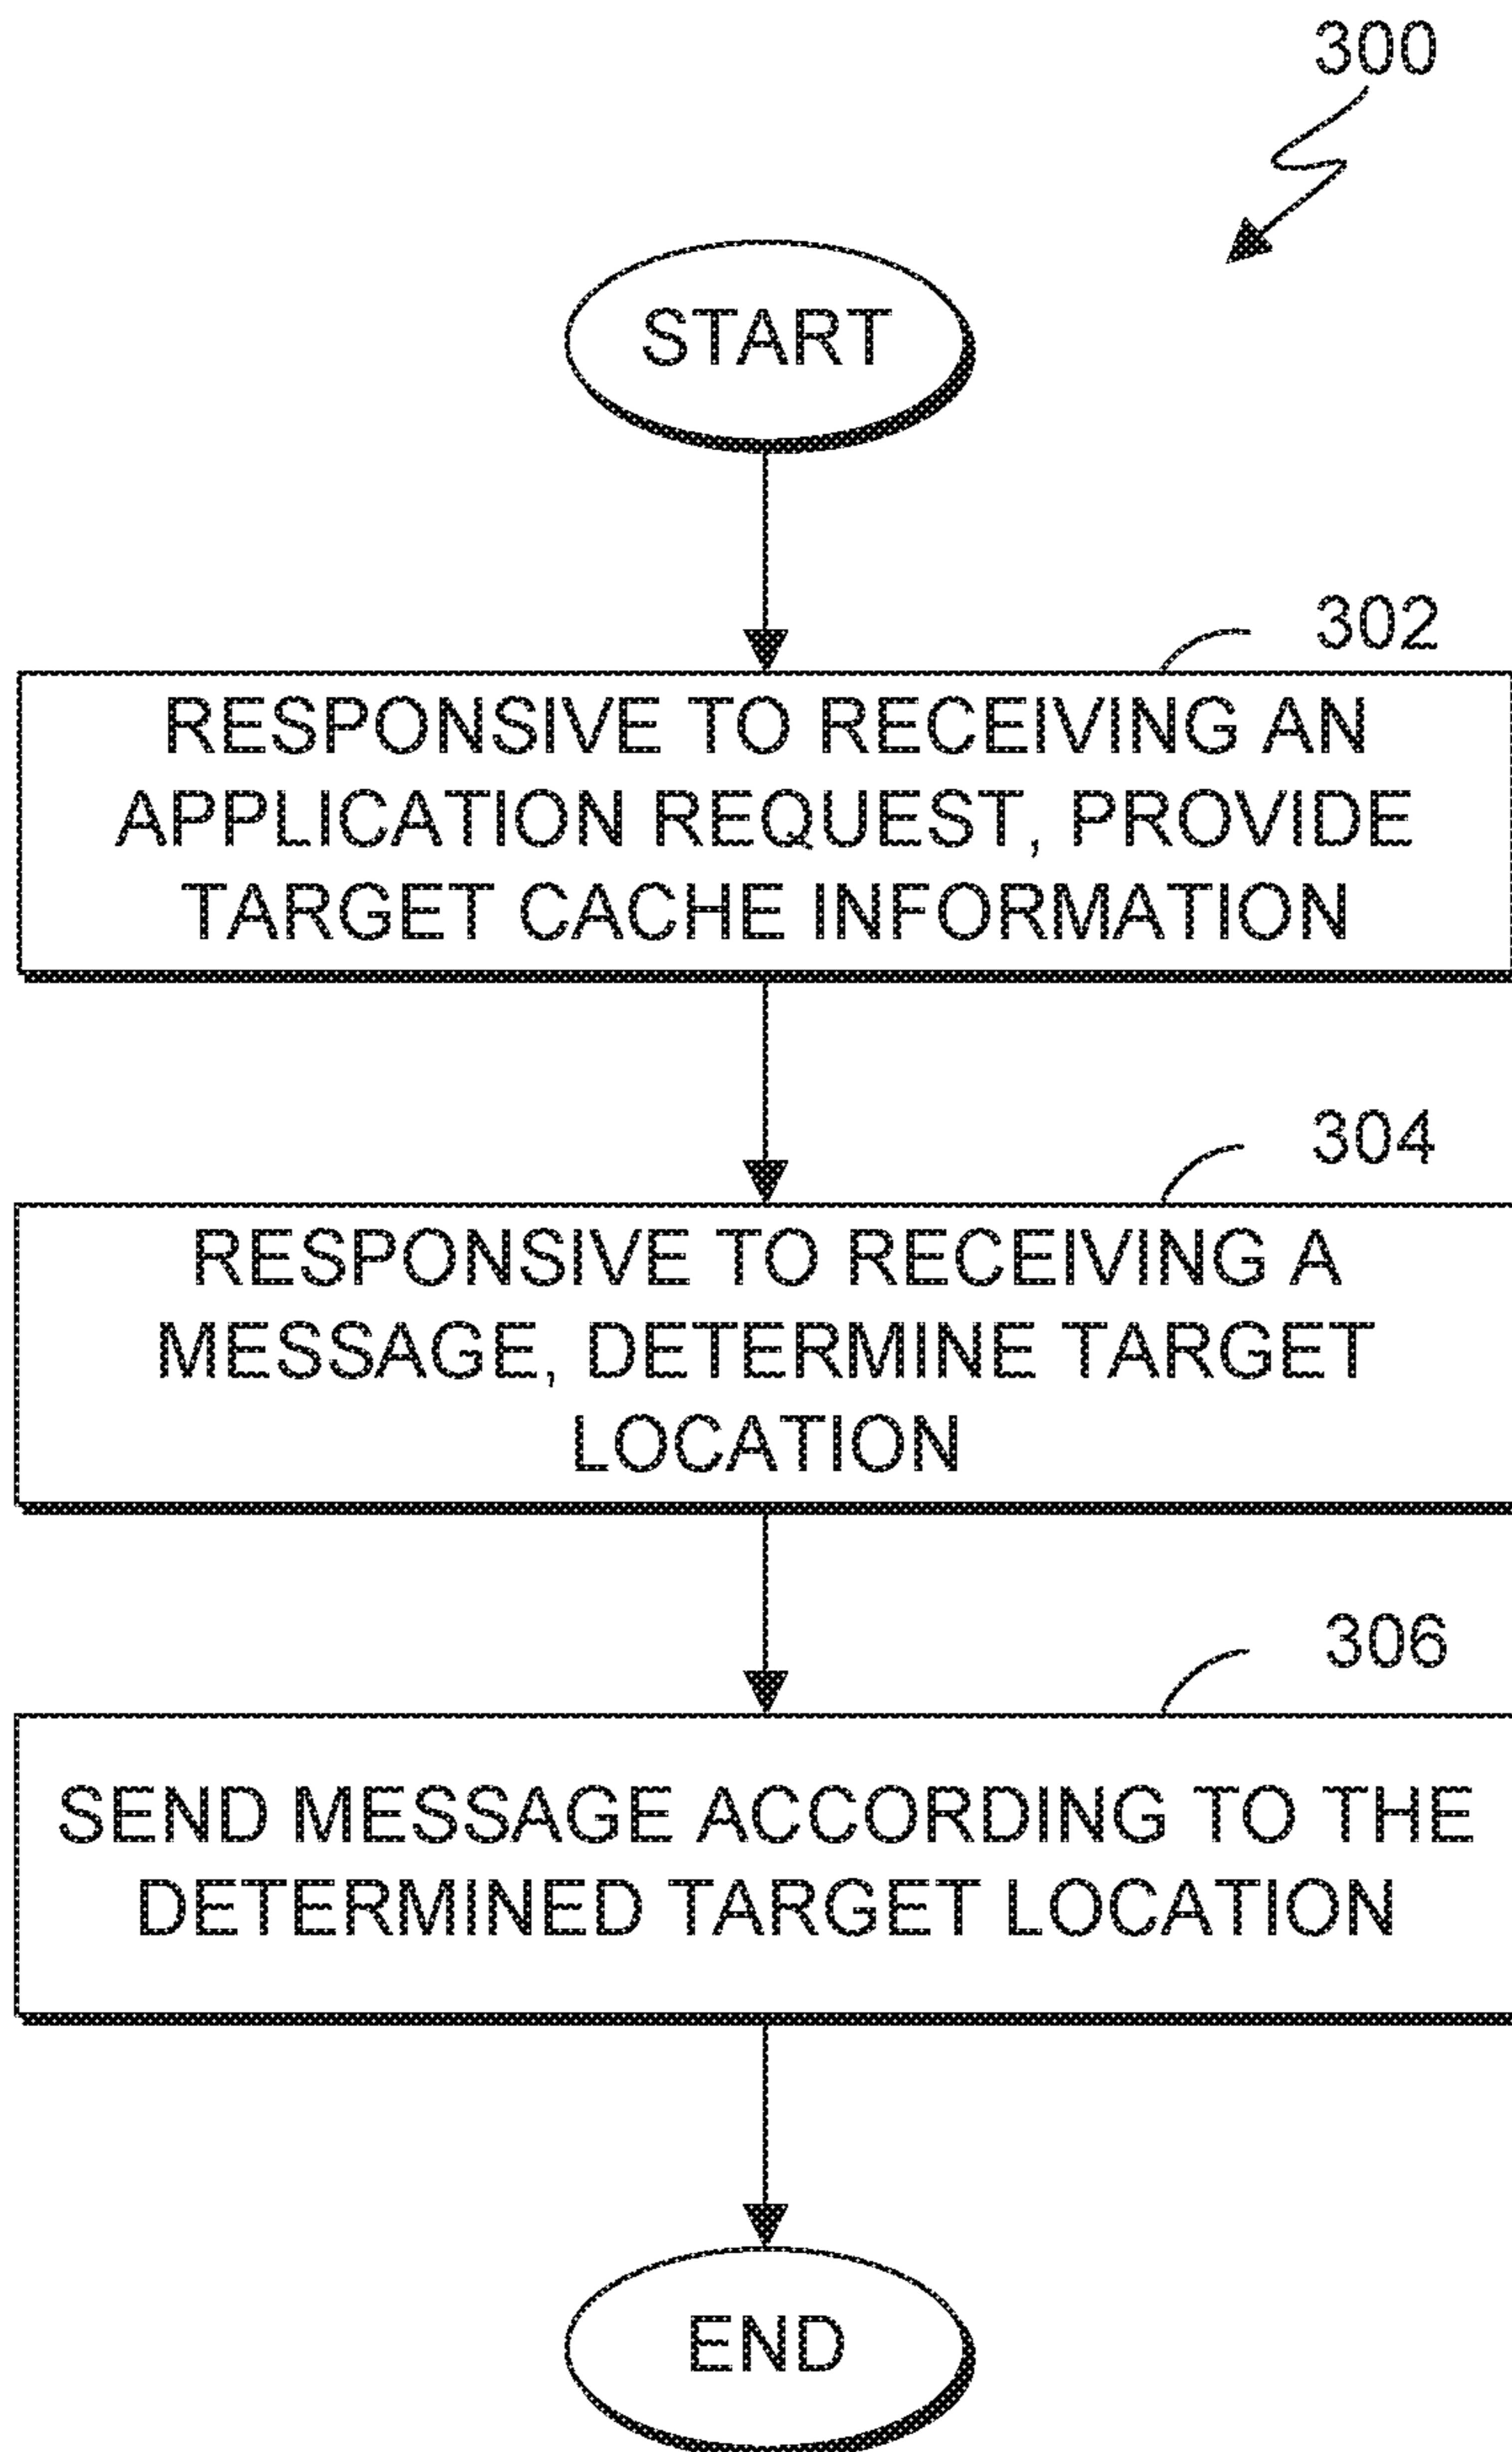 300
START
302
RESPONSIVE TO RECEIVING AN
APPLICATION REQUEST, PROVIDE
TARGET CACHE INFORMATION
304
RESPONSIVE TO RECEIVING A
MESSAGE, DETERMINE TARGET
LOCATION
306
SEND MESSAGE ACCORDING TO THE
DETERMINED TARGET LOCATION
END